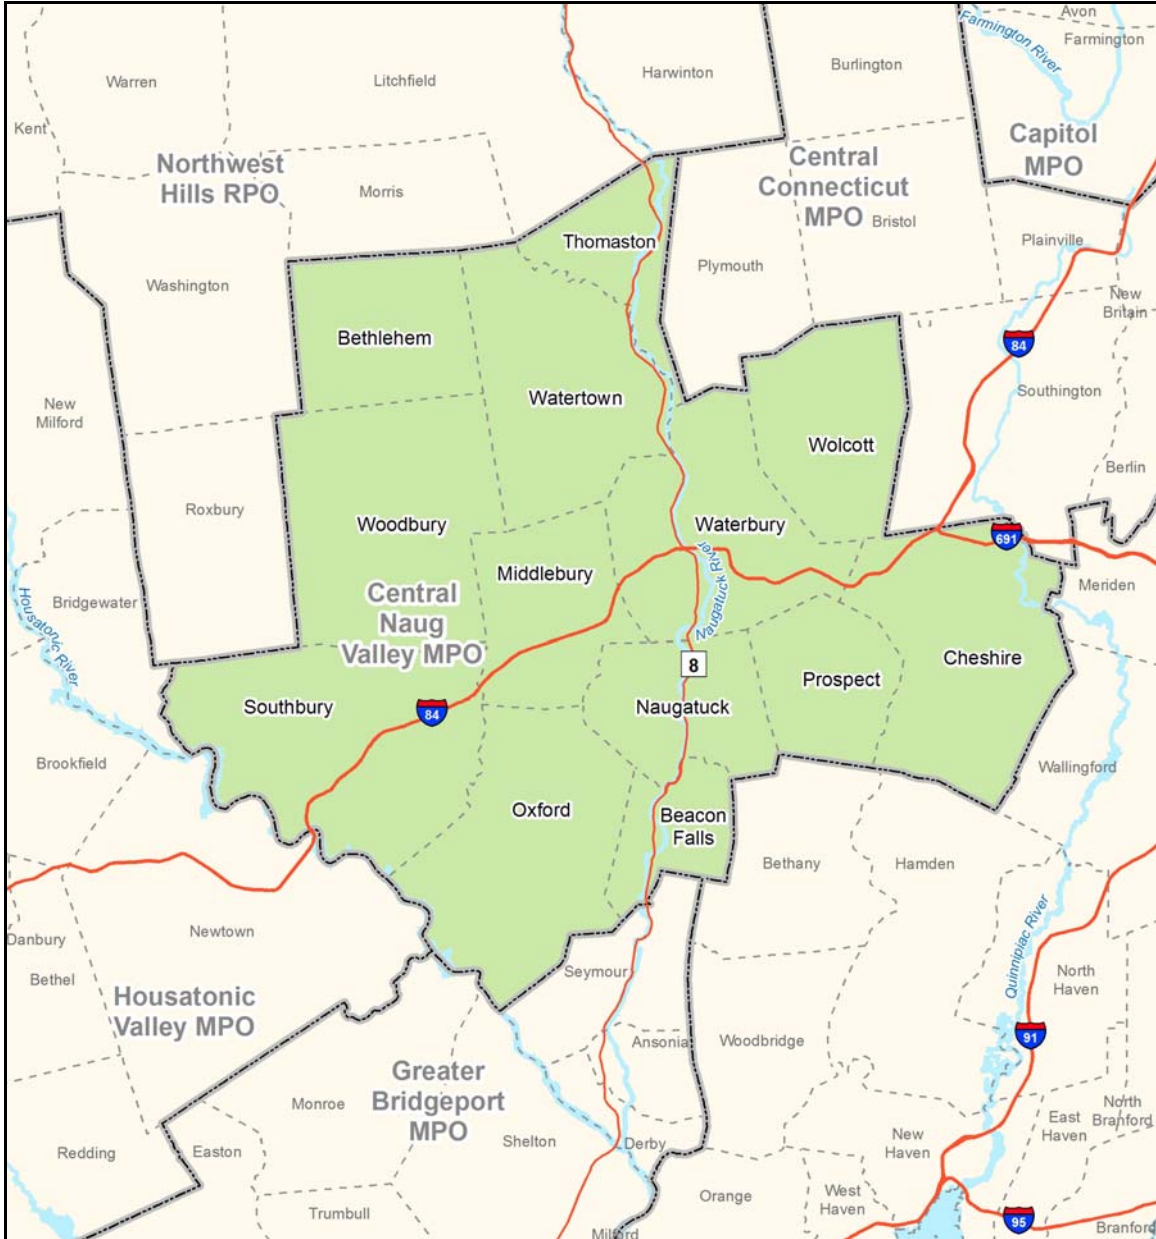 Avon
Farmington River
Farmington
Burlington
Harwinton
Litchfield
Warren
Kent
Capitol
MPO
Central
Connecticut
MPO
Northwest
Hills RPO
Morris
Bristol
Plainville
Thomaston
Plymouth
Washington
New
Britain
Bethlehem
84
Southington
Watertown
New
Milford
Wolcott
Berlin
Roxbury
Woodbury
Waterbury
691
Middlebury
Naugatuck River
Meriden
Central
Naug
Valley MPO
Bridgewater
Housatonic River
Cheshire
8
Prospect
Southbury
84
Naugatuck
Brookfield
Wallingford
Oxford
Beacon
Falls
Bethany
Hamden
Newtown
Danbury
Bethel
Seymour
Quinnipiac River
North
Haven
Housatonic
Valley MPO
91
Ansonia
Woodbridge
Greater
Bridgeport
MPO
Monroe
North
Branford
East
Haven
New
Haven
Shelton
Derby
Redding
Easton
Orange
West
Haven
Trumbull
95
Milford
Branford